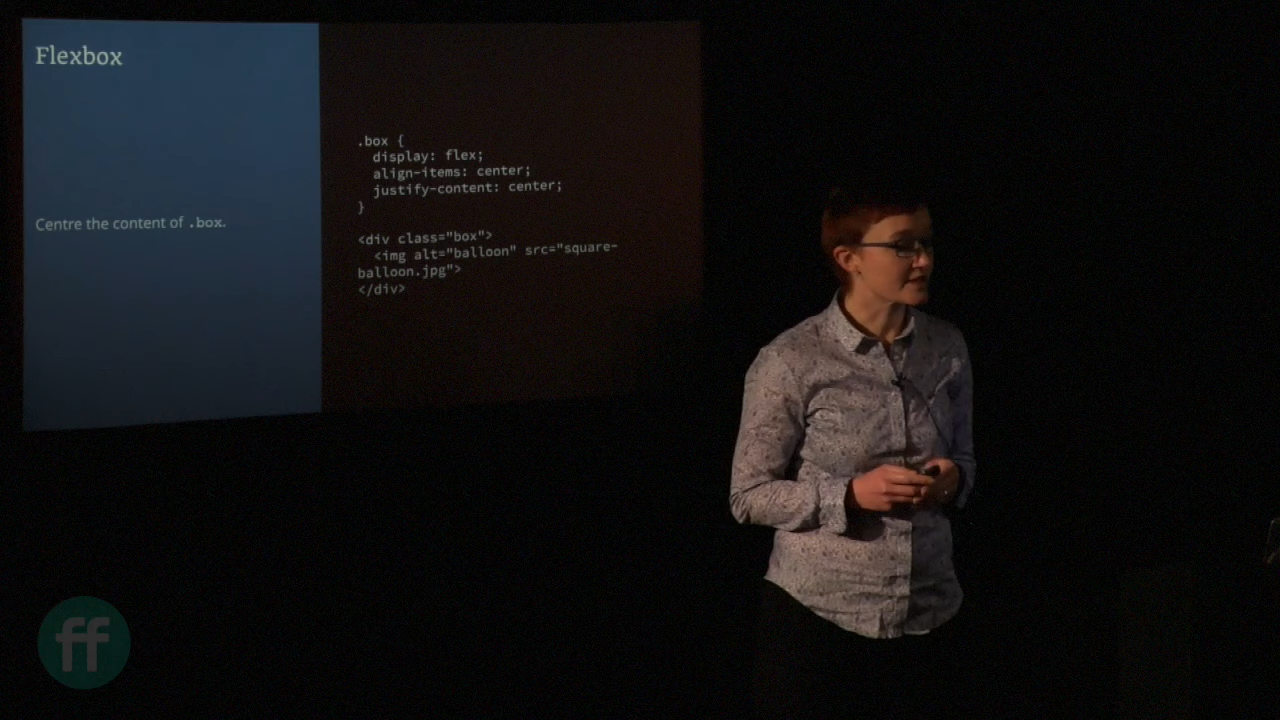 Flexbox
Centre the content of .box.
.box {
  display: flex;
  align-items: center;
  justify-content: center;
}
<div class="box">
  <img alt="balloon" src="square-
balloon.jpg">
</div>
ff